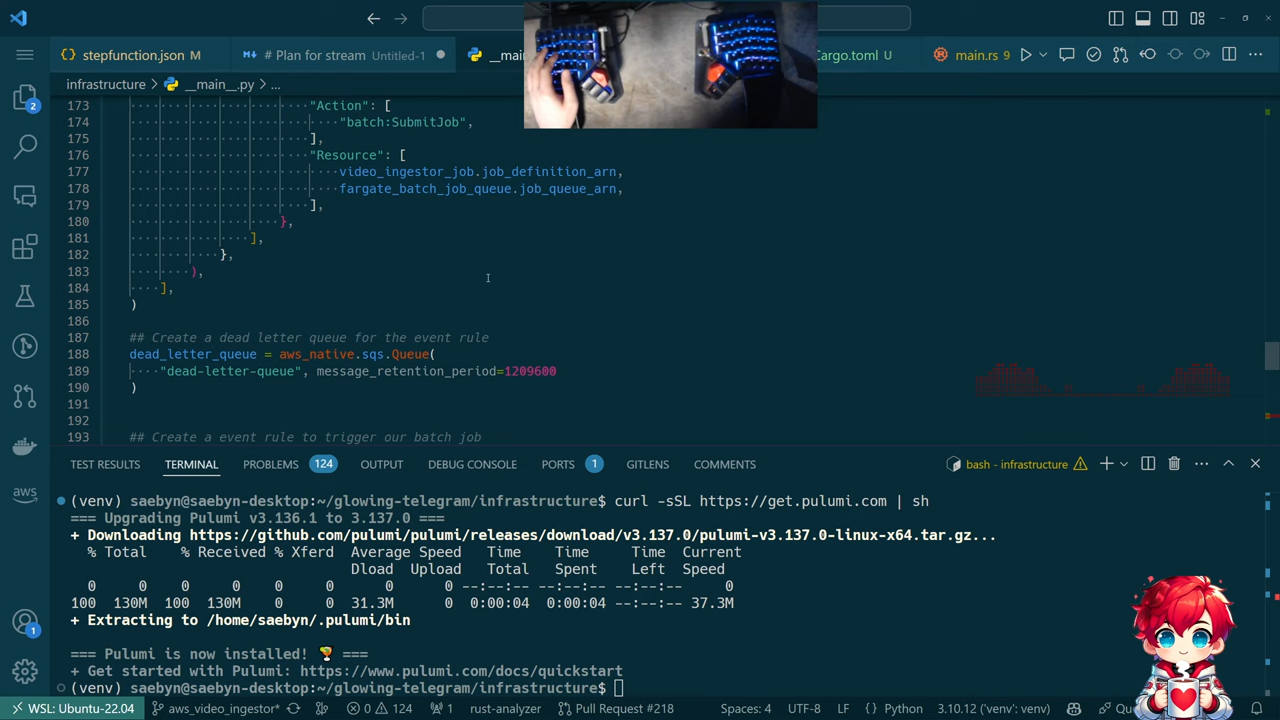 stepfunction.json M
# Plan for stream Untitled-1
Cargo.toml U
main.rs 9
infrastructure > __main__.py > ...
2
173 "Action": [
174 "batch:SubmitJob",
175 ],
176 "Resource": [
177 video_ingestor_job.job_definition_arn,
178 fargate_batch_job_queue.job_queue_arn,
179 ],
180 },
181 ],
182 },
183 ),
184 ],
185 )
186
187 ## Create a dead letter queue for the event rule
188 dead_letter_queue = aws_native.sqs.Queue(
189 "dead-letter-queue", message_retention_period=1209600
190 )
191
192
193 ## Create a event rule to trigger our batch job
aws
1
TEST RESULTS TERMINAL PROBLEMS 124 OUTPUT DEBUG CONSOLE PORTS 1 GITLENS COMMENTS bash - infrastructure
(venv) saebyn@saebyn-desktop:~/glowing-telegram/infrastructure$ curl -sSL https://get.pulumi.com | sh
=== Upgrading Pulumi v3.136.1 to 3.137.0 ===
+ Downloading https://github.com/pulumi/pulumi/releases/download/v3.137.0/pulumi-v3.137.0-linux-x64.tar.gz...
% Total % Received % Xferd Average Speed Time Time Time Current
Dload Upload Total Spent Left Speed
0 0 0 0 0 0 0 0 --:--:-- --:--:-- --:--:-- 0
100 130M 100 130M 0 0 31.3M 0 0:00:04 0:00:04 --:--:-- 37.3M
+ Extracting to /home/saebyn/.pulumi/bin
=== Pulumi is now installed! 🍹 ===
+ Get started with Pulumi: https://www.pulumi.com/docs/quickstart
(venv) saebyn@saebyn-desktop:~/glowing-telegram/infrastructure$
WSL: Ubuntu-22.04 aws_video_ingestor* 0 124 1 rust-analyzer Pull Request #218 Spaces: 4 UTF-8 LF Python 3.10.12 ('venv': venv)